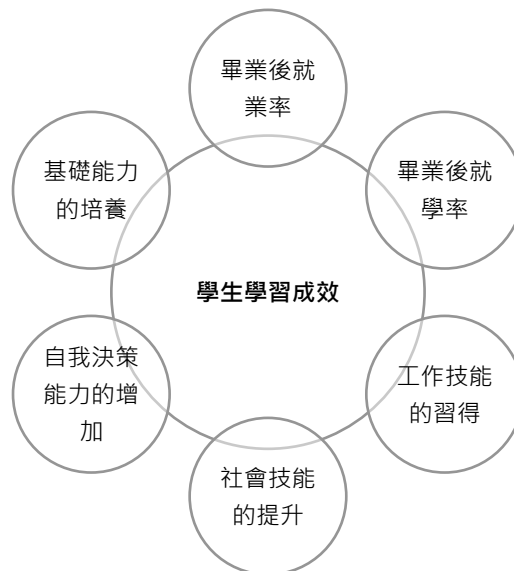 畢業後就
業率
畢業後就
學率
工作技能
的習得
社會技能
的提升
自我決策
能力的增
加
基礎能力
的培養
學生學習成效